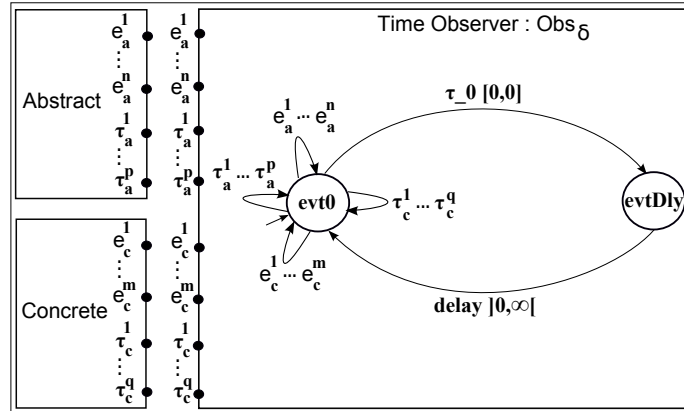 Abstract
e_a^1
⋮
e_a^n
τ_a^1
⋮
τ_a^p
Concrete
e_c^1
⋮
e_c^m
τ_c^1
⋮
τ_c^q
e_a^1
⋮
e_a^n
τ_a^1
⋮
τ_a^p
e_c^1
⋮
e_c^m
τ_c^1
⋮
τ_c^q
Time Observer : Obs_δ
τ_0 [0,0]
e_a^1 ... e_a^n
τ_a^1 ... τ_a^p
evt0
τ_c^1 ... τ_c^q
evtDly
e_c^1 ... e_c^m
delay ]0,∞[